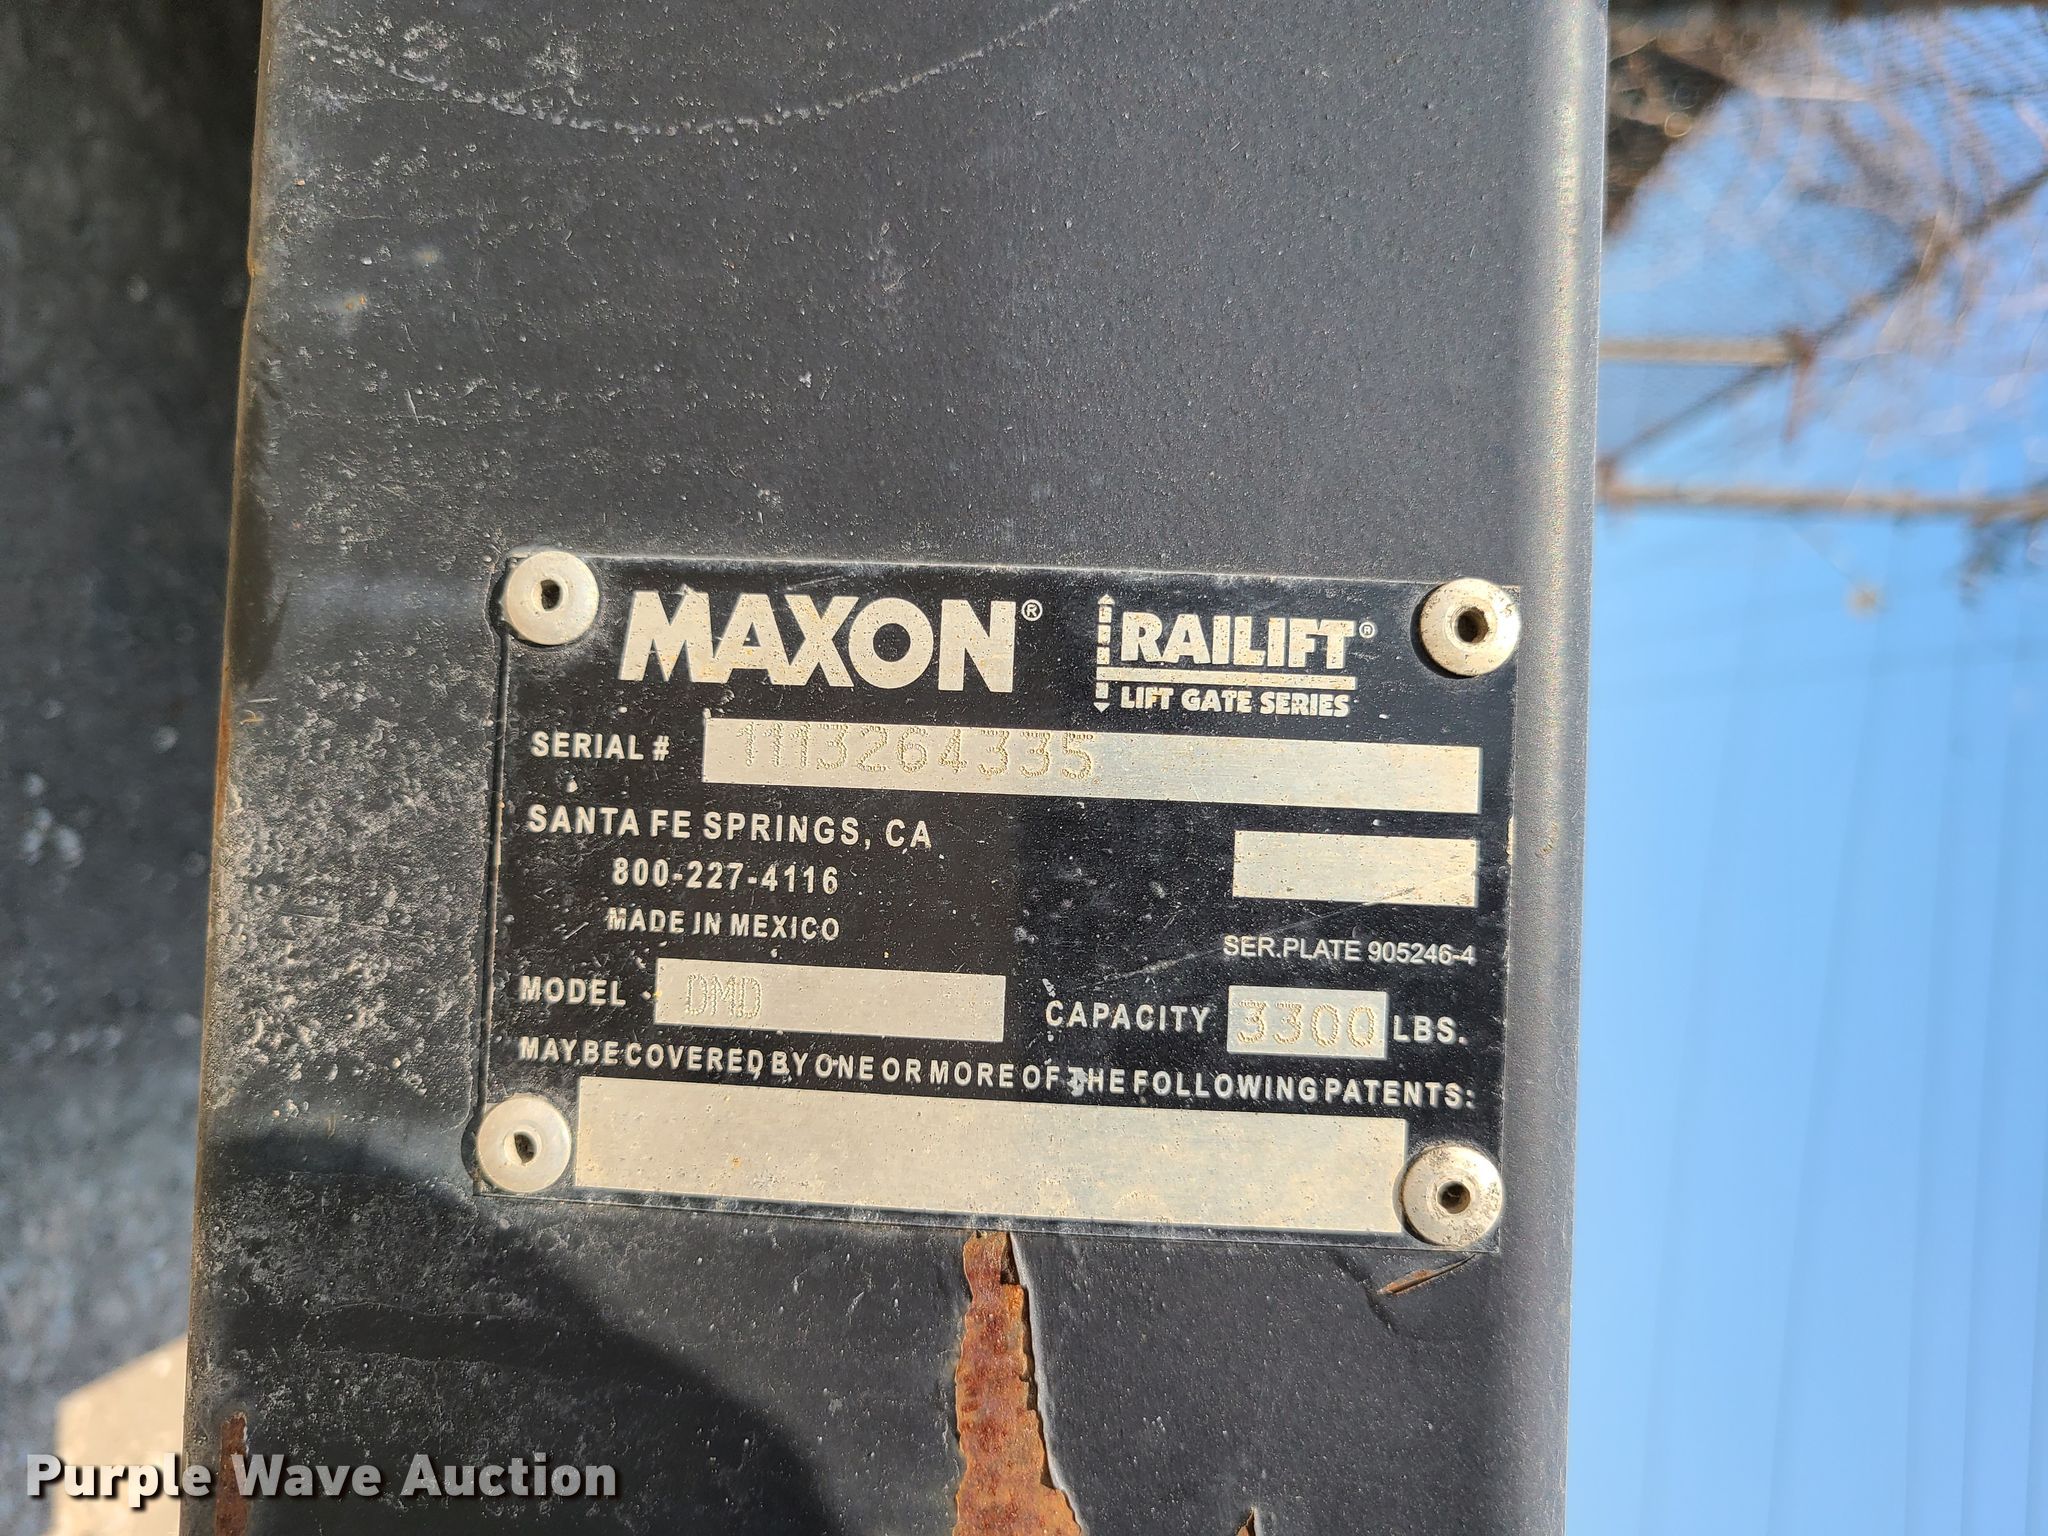 MAXON®
RAILIFT®
LIFT GATE SERIES
SERIAL # 1113264335
SANTA FE SPRINGS, CA
800-227-4116
MADE IN MEXICO
SER.PLATE 905246-4
MODEL DMD
CAPACITY 3300 LBS.
MAY BE COVERED BY ONE OR MORE OF THE FOLLOWING PATENTS:
Purple Wave Auction